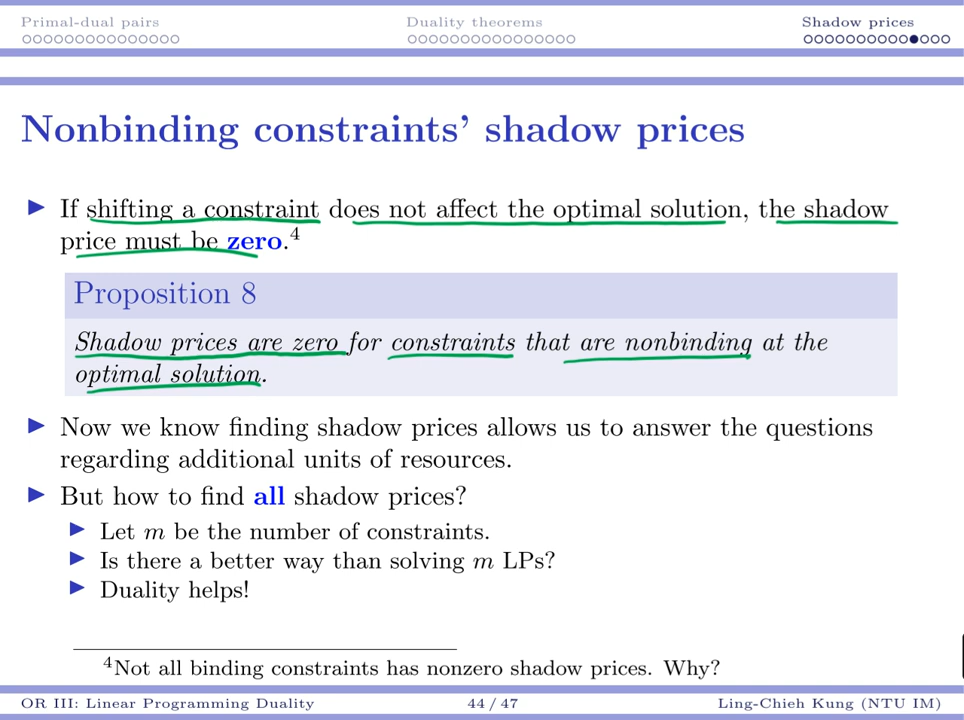 Primal-dual pairs Duality theorems Shadow prices
Nonbinding constraints' shadow prices
If shifting a constraint does not affect the optimal solution, the shadow
price must be zero.4
Proposition 8
Shadow prices are zero for constraints that are nonbinding at the
optimal solution.
Now we know finding shadow prices allows us to answer the questions
regarding additional units of resources.
But how to find all shadow prices?
Let m be the number of constraints.
Is there a better way than solving m LPs?
Duality helps!
4Not all binding constraints has nonzero shadow prices. Why?
OR III: Linear Programming Duality 44 / 47 Ling-Chieh Kung (NTU IM)